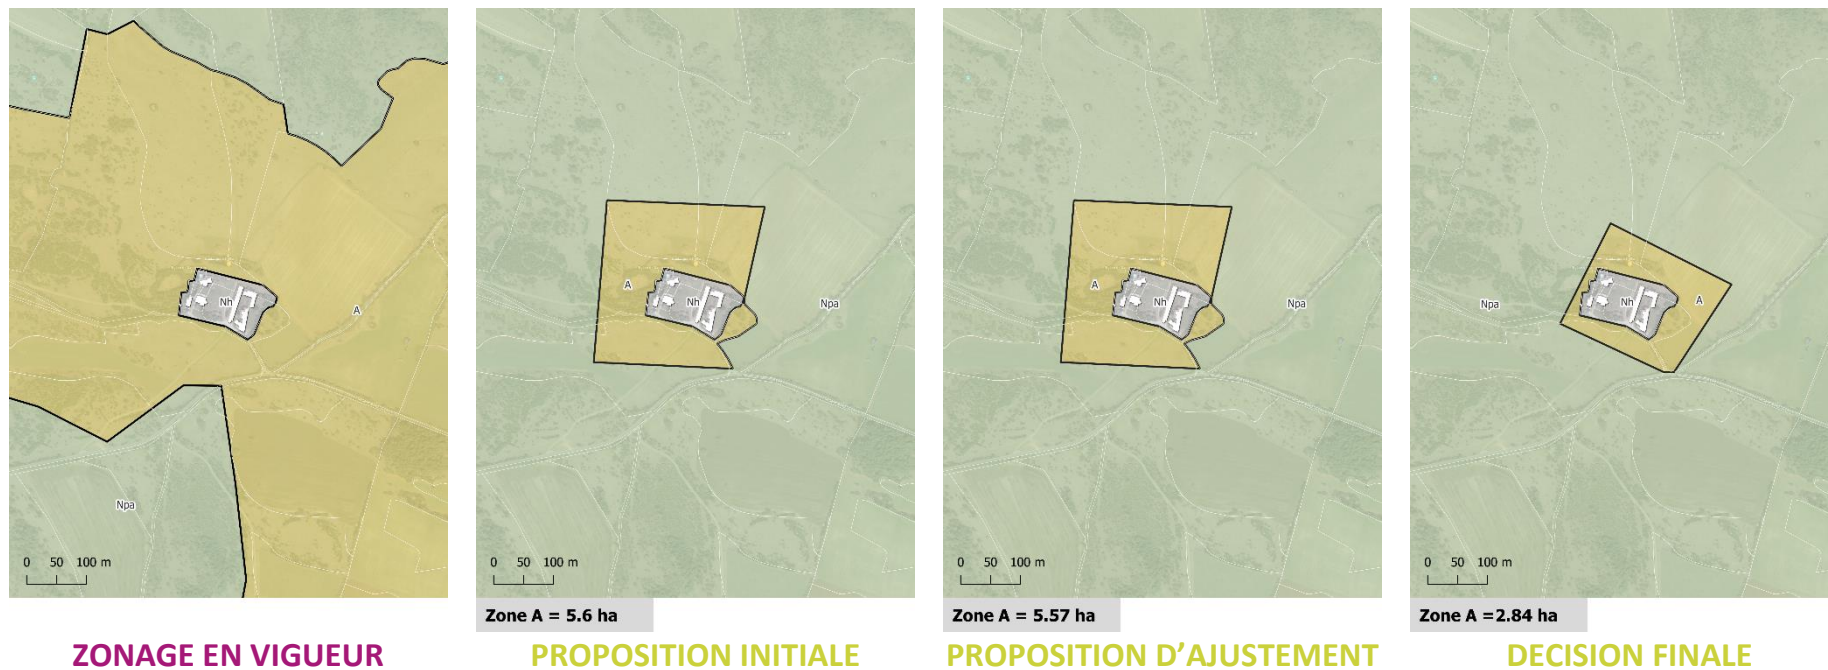 Nh
A
Npa
0 50 100 m
ZONAGE EN VIGUEUR
A
Nh
Npa
0 50 100 m
Zone A = 5.6 ha
PROPOSITION INITIALE
A
Nh
Npa
0 50 100 m
Zone A = 5.57 ha
PROPOSITION D'AJUSTEMENT
Npa
Nh
A
0 50 100 m
Zone A =2.84 ha
DECISION FINALE